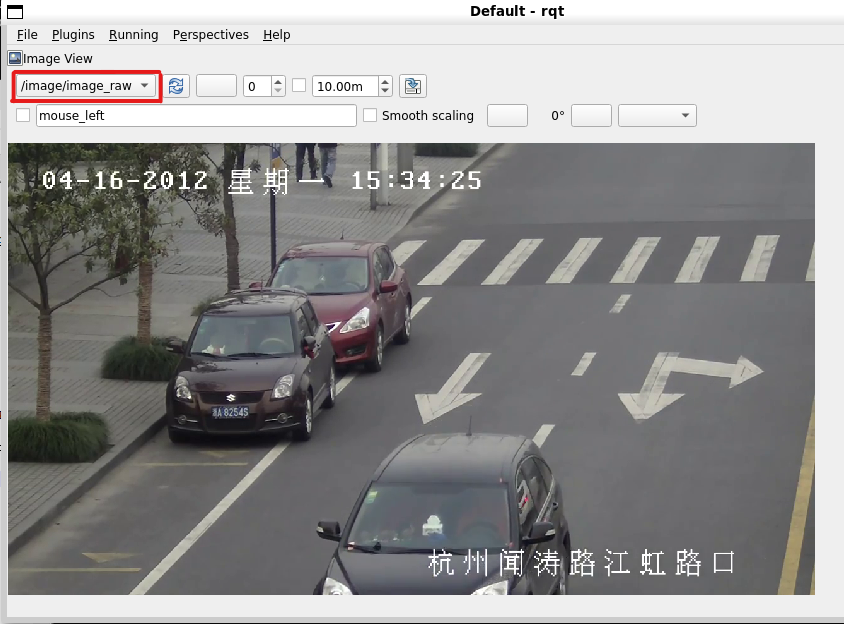 Default - rqt
File Plugins Running Perspectives Help
Image View
/image/image_raw 0 10.00m
mouse_left Smooth scaling 0°
04-16-2012 星期一 15:34:25
杭州闻涛路江虹路口